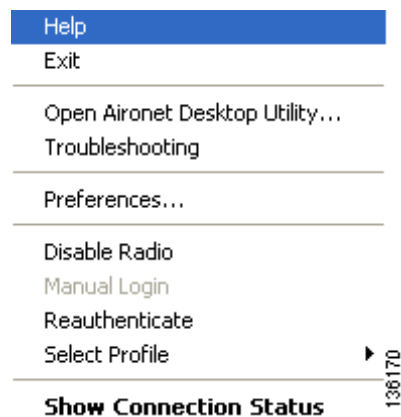 Help
Exit
Open Aironet Desktop Utility...
Troubleshooting
Preferences...
Disable Radio
Manual Login
Reauthenticate
Select Profile
Show Connection Status
136170